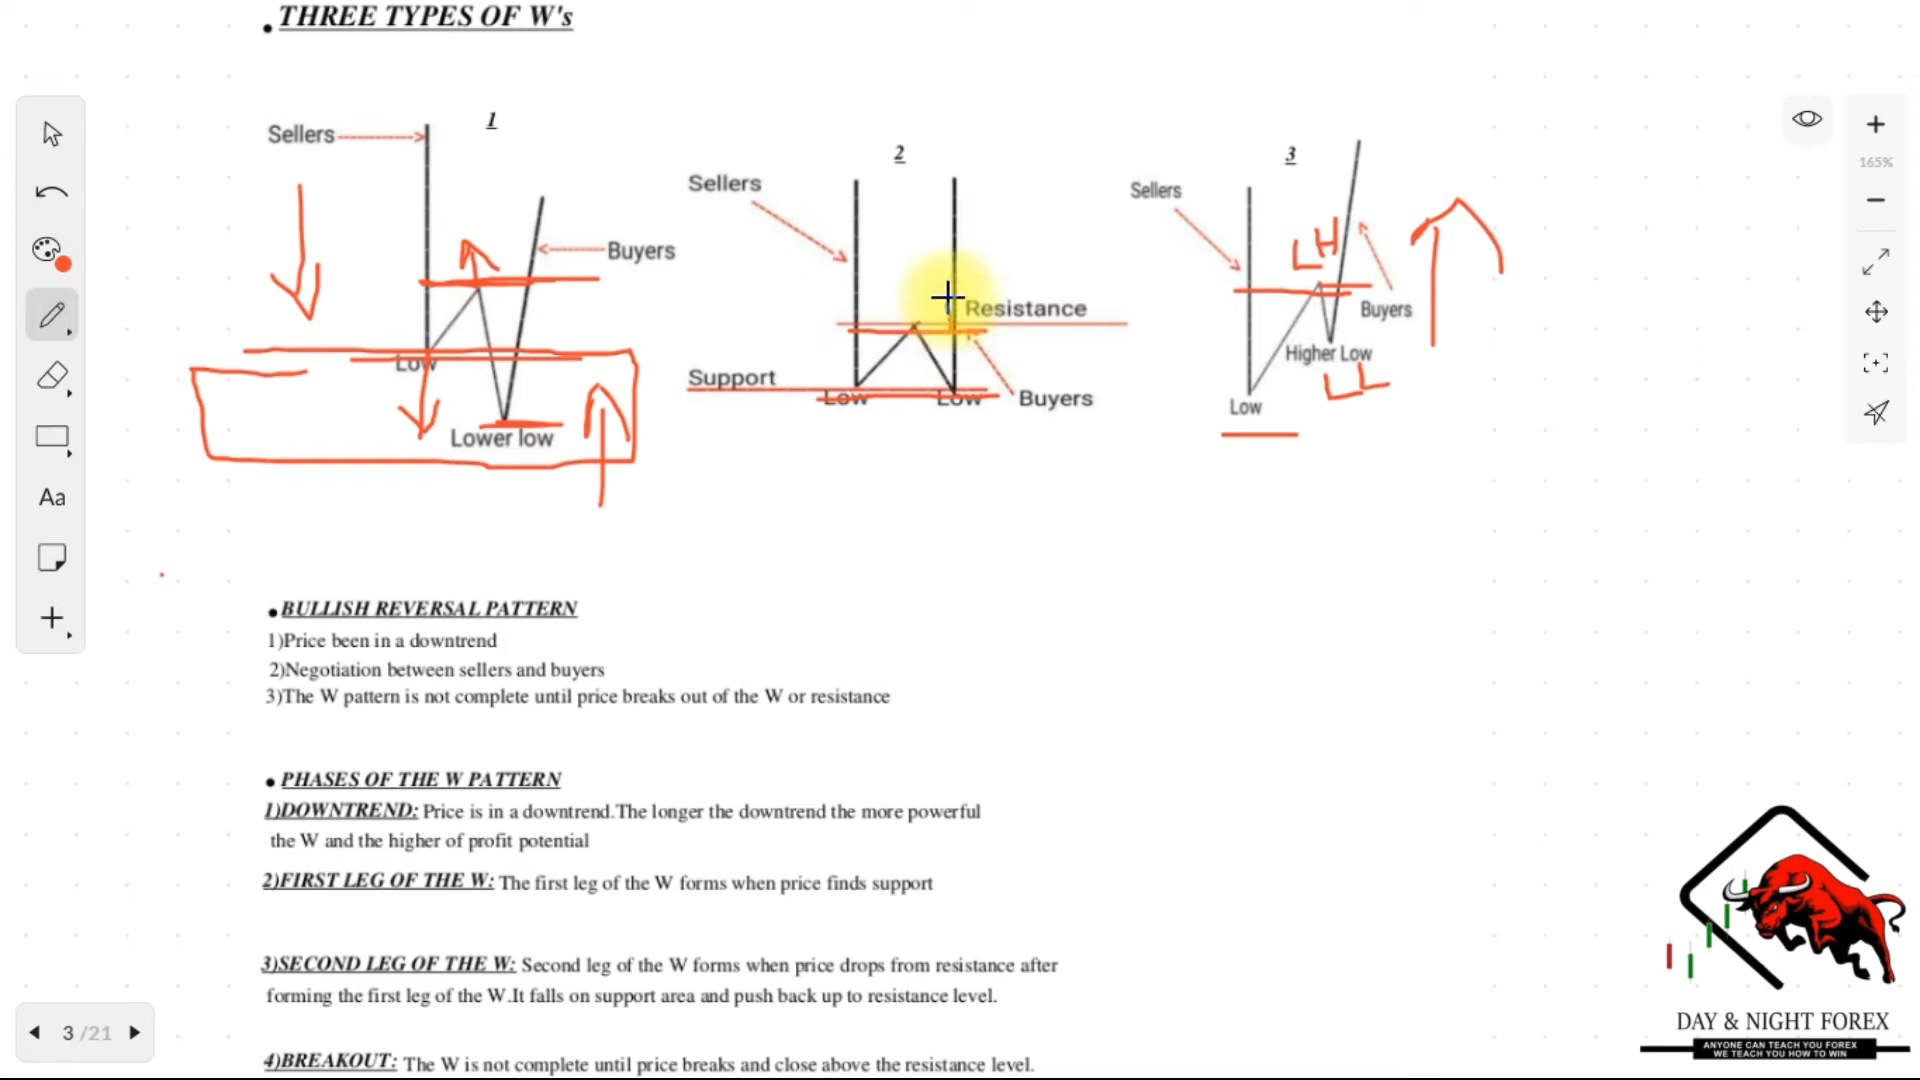 THREE TYPES OF W's
1
Sellers
Buyers
Low
Lower low
2
Sellers
Resistance
Support
Low
Low
Buyers
3
Sellers
LH
Buyers
Higher Low
LL
Low
165%
Aa
•BULLISH REVERSAL PATTERN
1)Price been in a downtrend
2)Negotiation between sellers and buyers
3)The W pattern is not complete until price breaks out of the W or resistance
• PHASES OF THE W PATTERN
1)DOWNTREND: Price is in a downtrend.The longer the downtrend the more powerful
the W and the higher of profit potential
2)FIRST LEG OF THE W: The first leg of the W forms when price finds support
3)SECOND LEG OF THE W: Second leg of the W forms when price drops from resistance after
forming the first leg of the W.It falls on support area and push back up to resistance level.
4)BREAKOUT: The W is not complete until price breaks and close above the resistance level.
3 /21
DAY & NIGHT FOREX
ANYONE CAN TEACH YOU FOREX
WE TEACH YOU HOW TO WIN